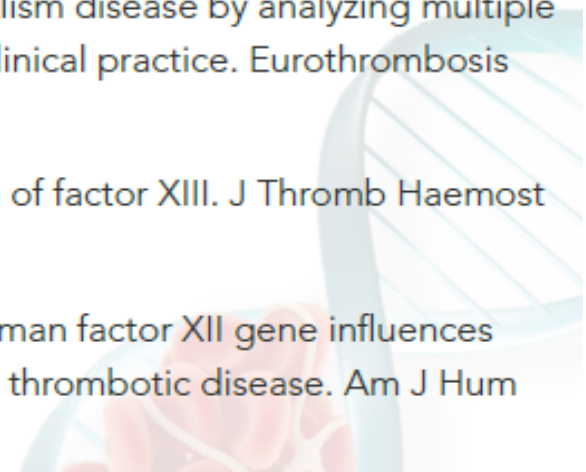 lism disease by analyzing multiple
linical practice. Eurothrombosis
of factor XIII. J Thromb Haemost
man factor XII gene influences
thrombotic disease. Am J Hum